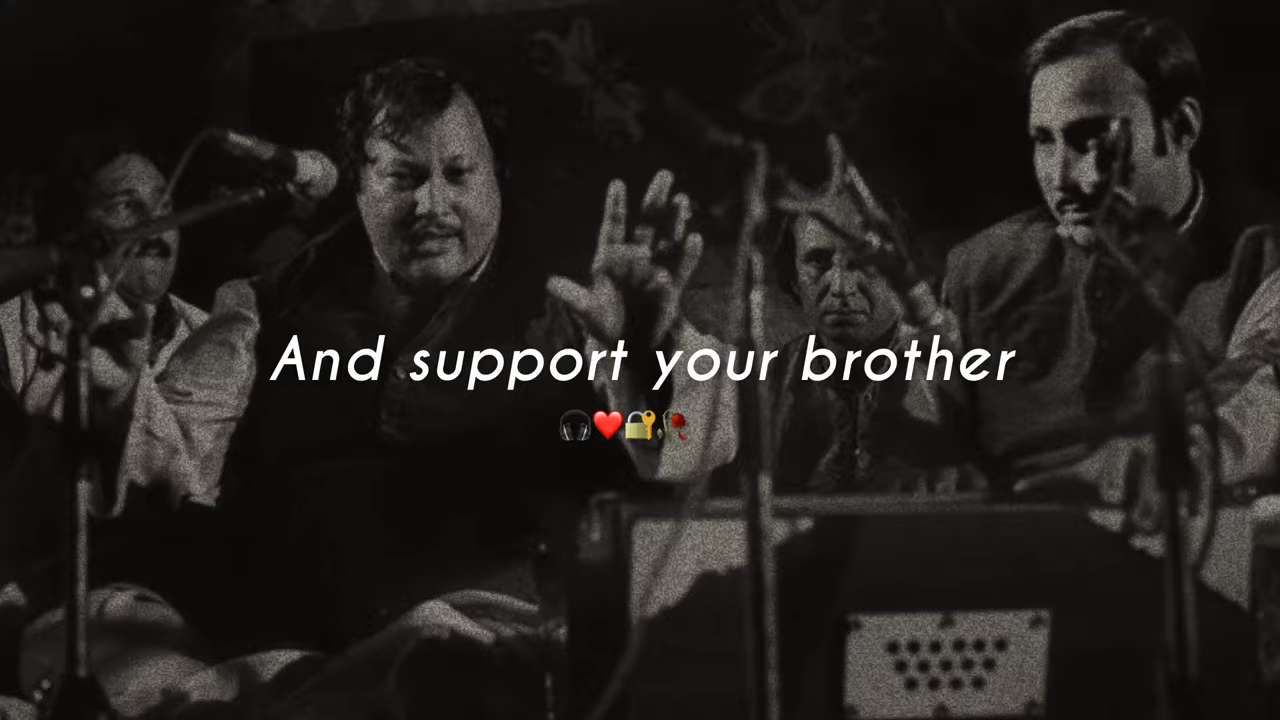 And support your brother
🎧❤️🔐🥀